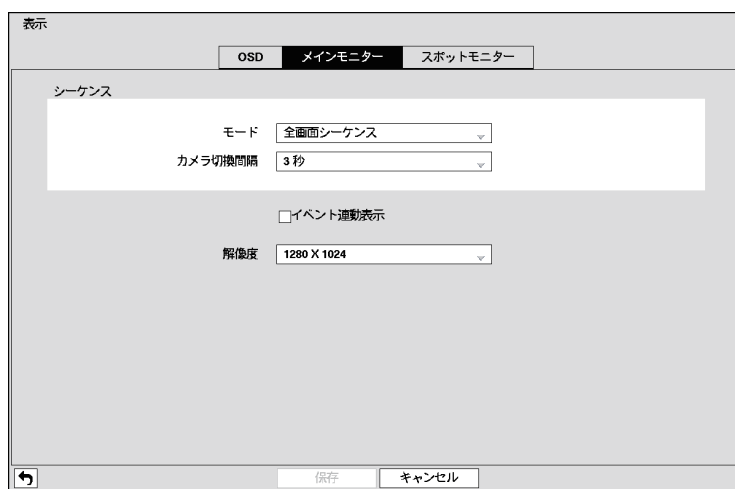 表示
OSD メインモニター スポットモニター
シーケンス
モード 全画面シーケンス
カメラ切換間隔 3 秒
イベント連動表示
解像度 1280 X 1024
保存 キャンセル